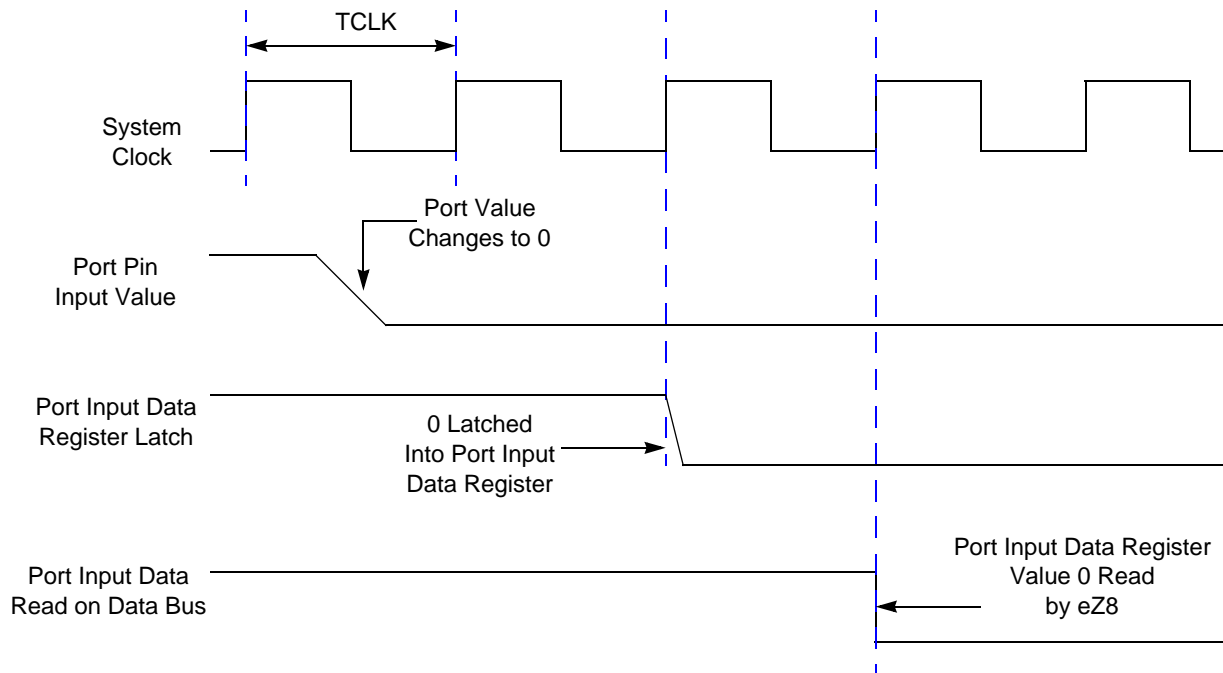 TCLK
System
Clock
Port Value
Changes to 0
Port Pin
Input Value
Port Input Data
Register Latch
0 Latched
Into Port Input
Data Register
Port Input Data Register
Value 0 Read
by eZ8
Port Input Data
Read on Data Bus